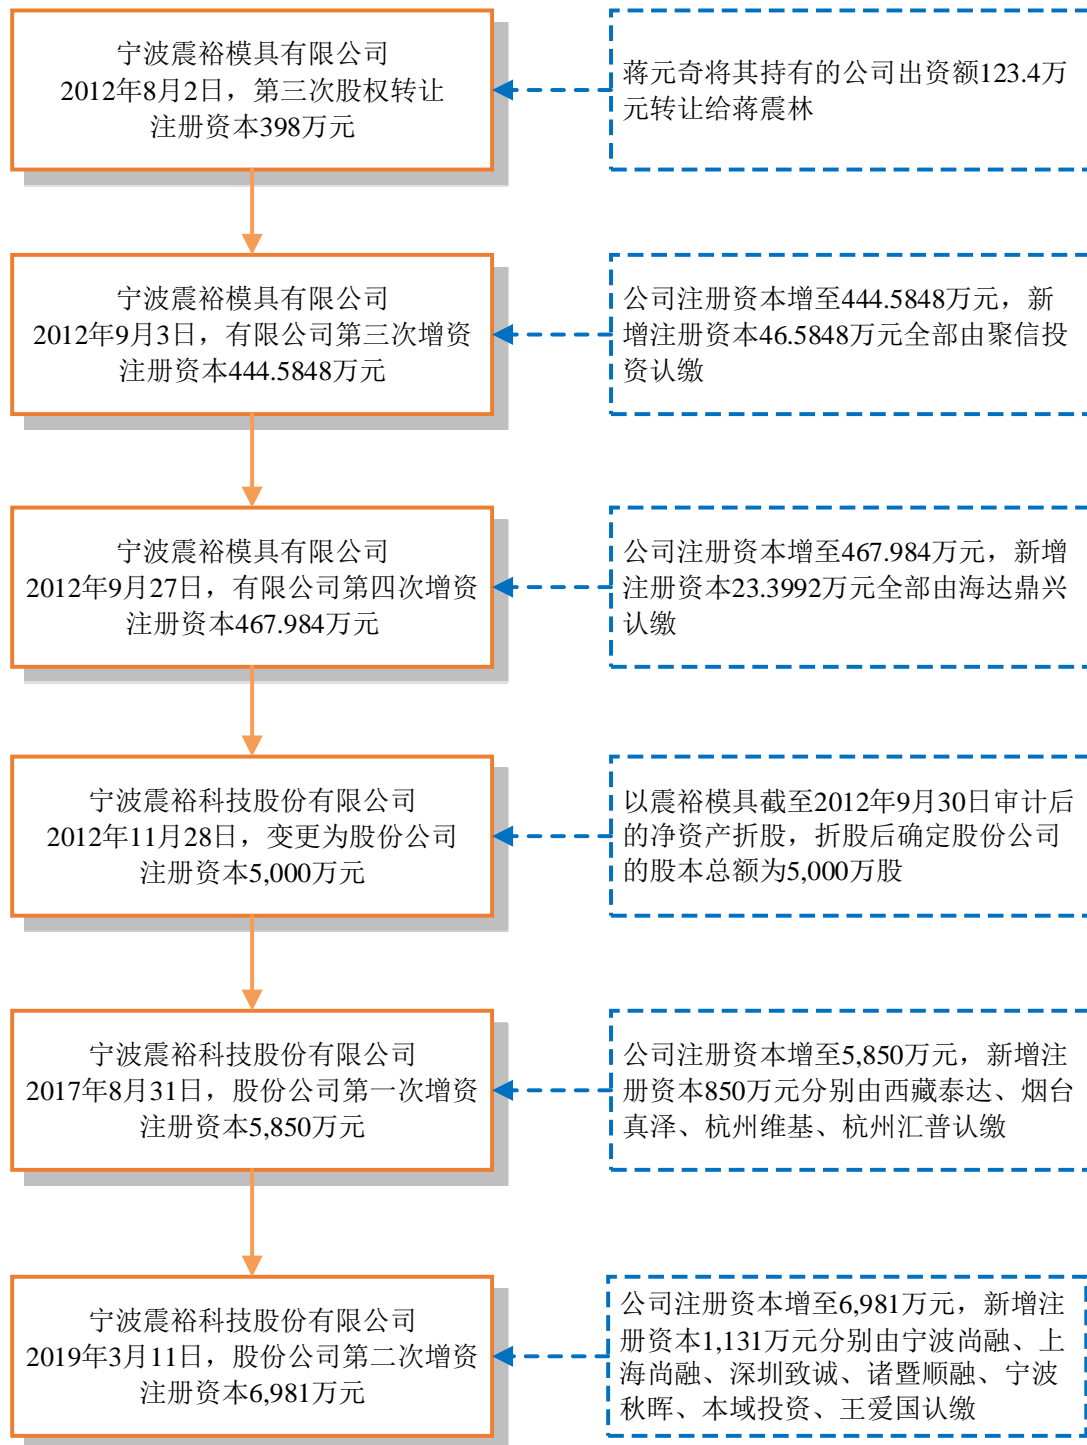 宁波震裕模具有限公司
2012年8月2日，第三次股权转让
注册资本398万元
蒋元奇将其持有的公司出资额123.4万
元转让给蒋震林
宁波震裕模具有限公司
2012年9月3日，有限公司第三次增资
注册资本444.5848万元
公司注册资本增至444.5848万元，新
增注册资本46.5848万元全部由聚信投
资认缴
宁波震裕模具有限公司
2012年9月27日，有限公司第四次增资
注册资本467.984万元
公司注册资本增至467.984万元，新增
注册资本23.3992万元全部由海达鼎兴
认缴
宁波震裕科技股份有限公司
2012年11月28日，变更为股份公司
注册资本5,000万元
以震裕模具截至2012年9月30日审计后
的净资产折股，折股后确定股份公司
的股本总额为5,000万股
宁波震裕科技股份有限公司
2017年8月31日，股份公司第一次增资
注册资本5,850万元
公司注册资本增至5,850万元，新增注
册资本850万元分别由西藏泰达、烟台
真泽、杭州维基、杭州汇普认缴
宁波震裕科技股份有限公司
2019年3月11日，股份公司第二次增资
注册资本6,981万元
公司注册资本增至6,981万元，新增注
册资本1,131万元分别由宁波尚融、上
海尚融、深圳致诚、诸暨顺融、宁波
秋晖、本域投资、王爱国认缴